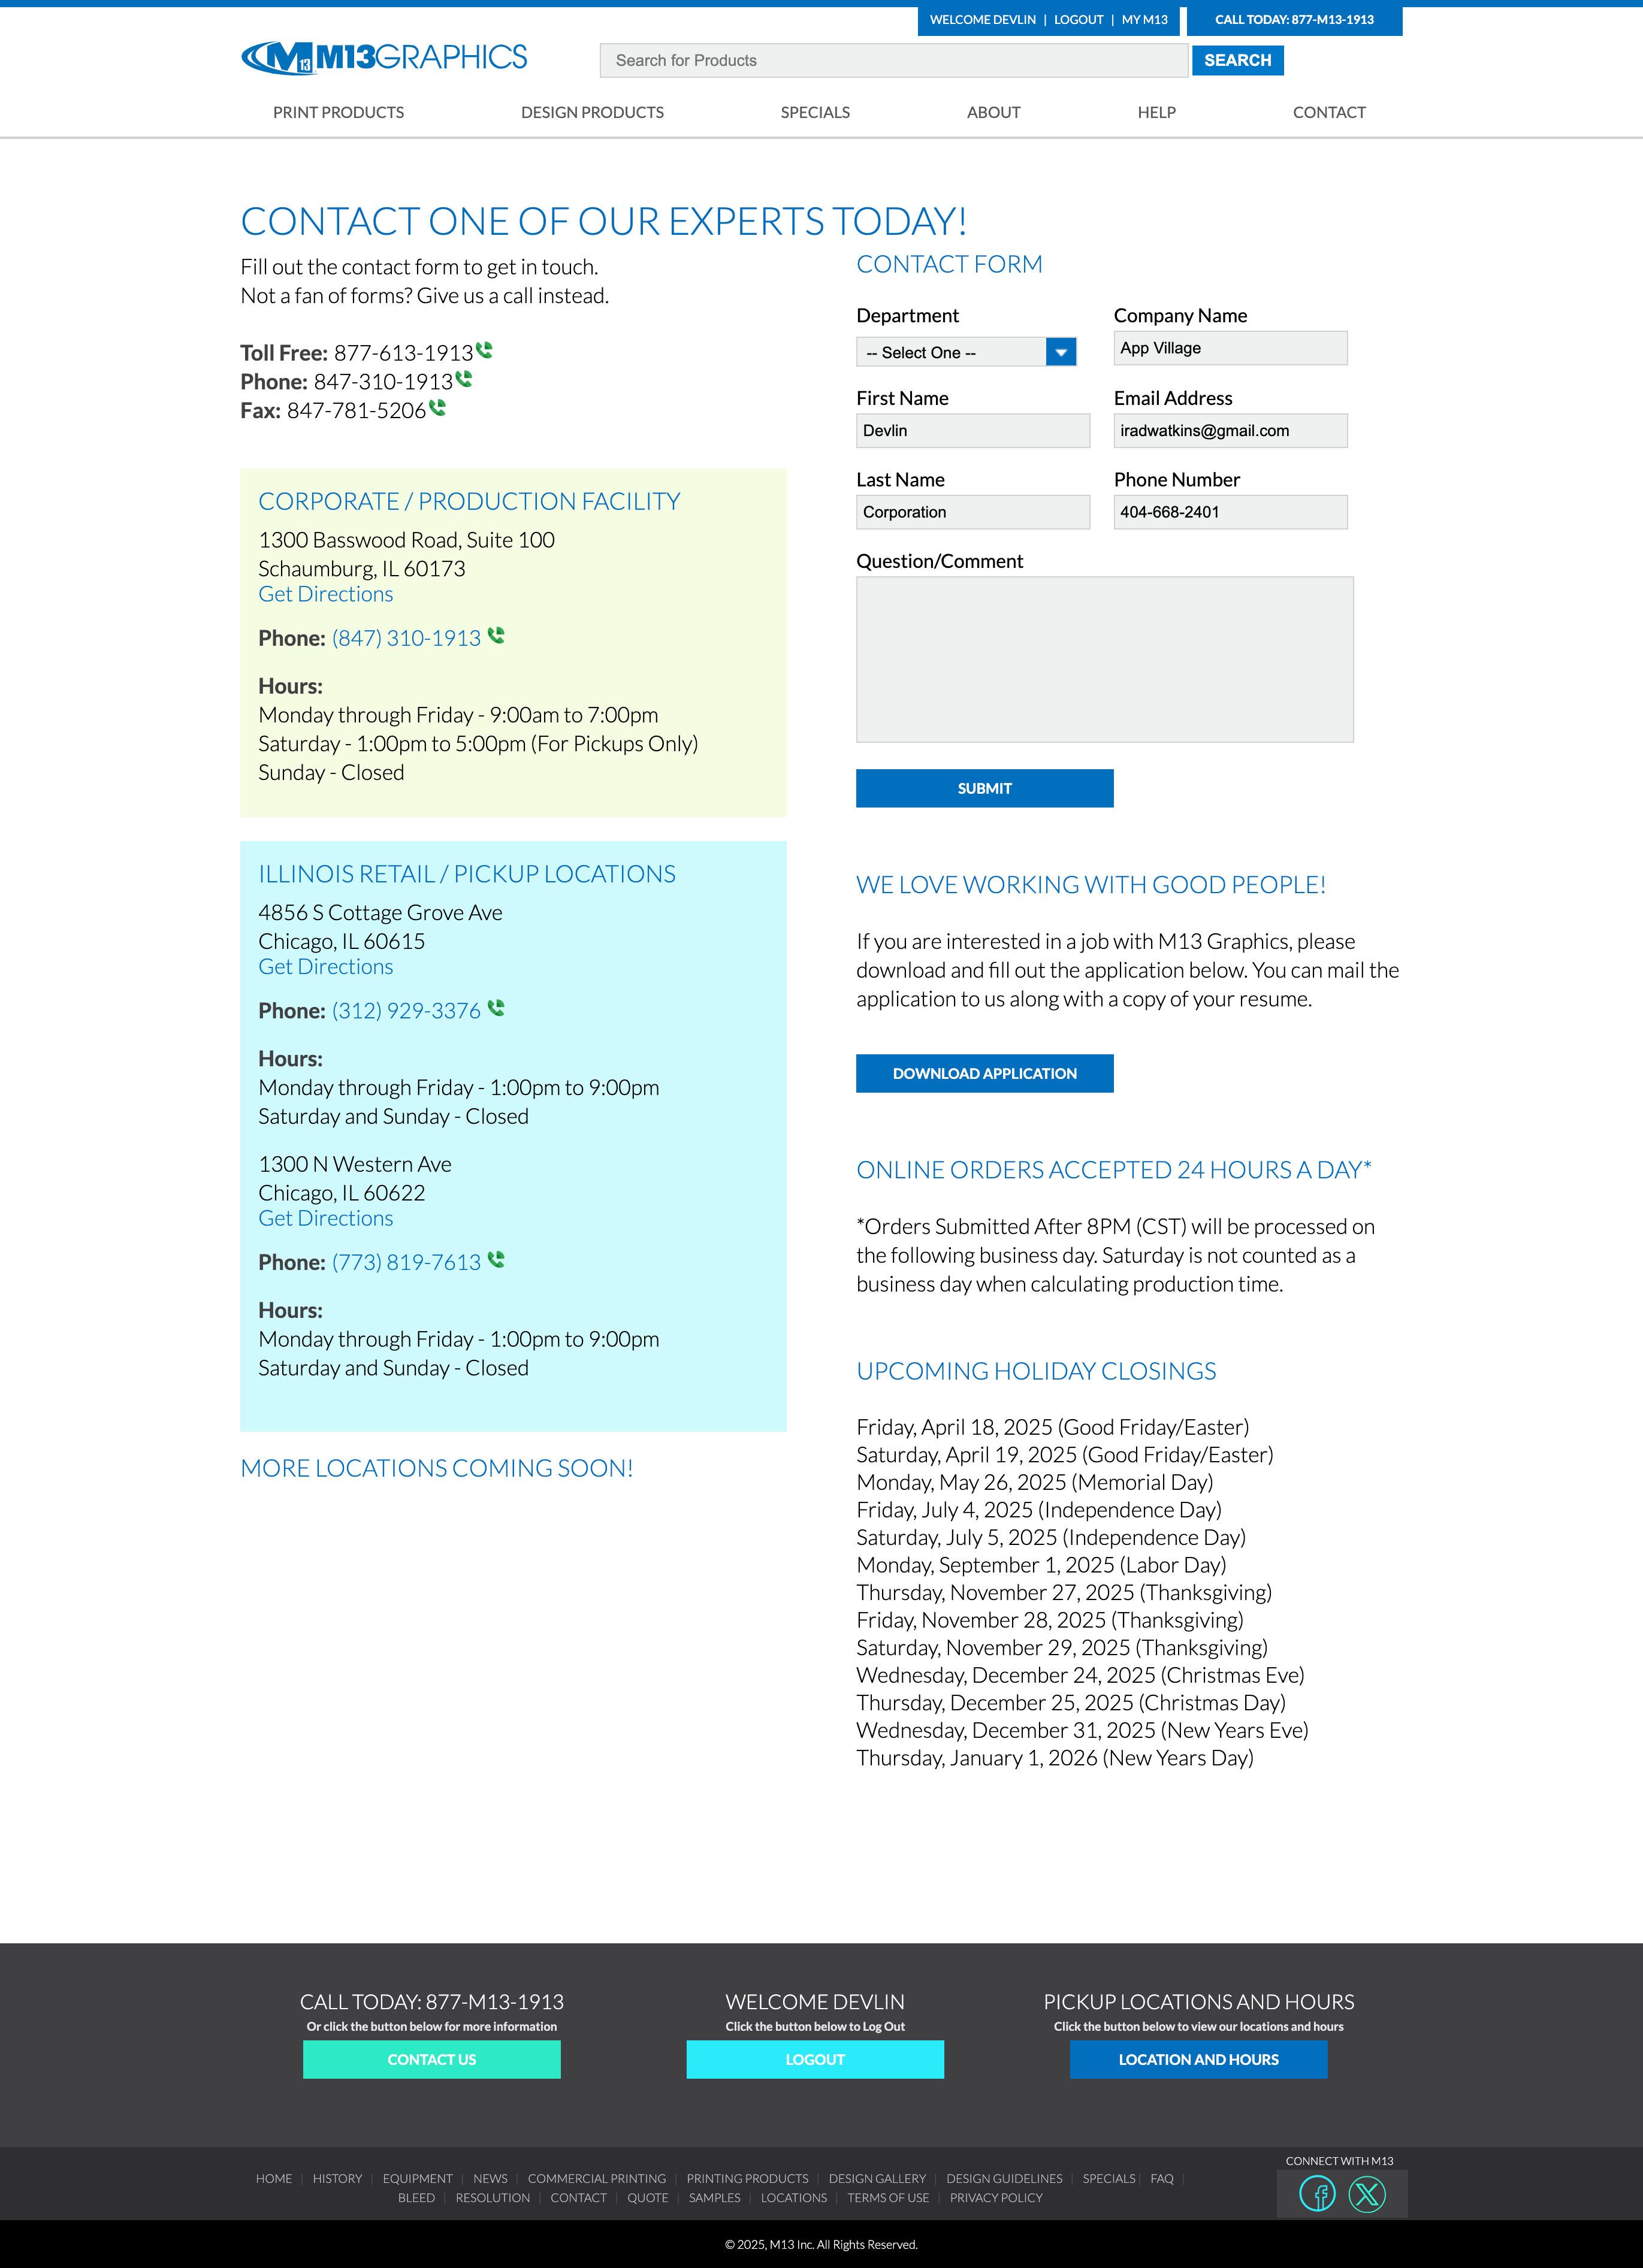 WELCOME DEVLIN | LOGOUT | MY M13
CALL TODAY: 877-M13-1913
M 13 M13GRAPHICS
Search for Products
SEARCH
PRINT PRODUCTS
DESIGN PRODUCTS
SPECIALS
ABOUT
HELP
CONTACT
CONTACT ONE OF OUR EXPERTS TODAY!
Fill out the contact form to get in touch.
Not a fan of forms? Give us a call instead.
Toll Free: 877-613-1913
Phone: 847-310-1913
Fax: 847-781-5206
CORPORATE / PRODUCTION FACILITY
1300 Basswood Road, Suite 100
Schaumburg, IL 60173
Get Directions
Phone: (847) 310-1913
Hours:
Monday through Friday - 9:00am to 7:00pm
Saturday - 1:00pm to 5:00pm (For Pickups Only)
Sunday - Closed
ILLINOIS RETAIL / PICKUP LOCATIONS
4856 S Cottage Grove Ave
Chicago, IL 60615
Get Directions
Phone: (312) 929-3376
Hours:
Monday through Friday - 1:00pm to 9:00pm
Saturday and Sunday - Closed
1300 N Western Ave
Chicago, IL 60622
Get Directions
Phone: (773) 819-7613
Hours:
Monday through Friday - 1:00pm to 9:00pm
Saturday and Sunday - Closed
MORE LOCATIONS COMING SOON!
CONTACT FORM
Department
-- Select One --
Company Name
App Village
First Name
Devlin
Email Address
iradwatkins@gmail.com
Last Name
Corporation
Phone Number
404-668-2401
Question/Comment
SUBMIT
WE LOVE WORKING WITH GOOD PEOPLE!
If you are interested in a job with M13 Graphics, please
download and fill out the application below. You can mail the
application to us along with a copy of your resume.
DOWNLOAD APPLICATION
ONLINE ORDERS ACCEPTED 24 HOURS A DAY*
*Orders Submitted After 8PM (CST) will be processed on
the following business day. Saturday is not counted as a
business day when calculating production time.
UPCOMING HOLIDAY CLOSINGS
Friday, April 18, 2025 (Good Friday/Easter)
Saturday, April 19, 2025 (Good Friday/Easter)
Monday, May 26, 2025 (Memorial Day)
Friday, July 4, 2025 (Independence Day)
Saturday, July 5, 2025 (Independence Day)
Monday, September 1, 2025 (Labor Day)
Thursday, November 27, 2025 (Thanksgiving)
Friday, November 28, 2025 (Thanksgiving)
Saturday, November 29, 2025 (Thanksgiving)
Wednesday, December 24, 2025 (Christmas Eve)
Thursday, December 25, 2025 (Christmas Day)
Wednesday, December 31, 2025 (New Years Eve)
Thursday, January 1, 2026 (New Years Day)
CALL TODAY: 877-M13-1913
Or click the button below for more information
CONTACT US
WELCOME DEVLIN
Click the button below to Log Out
LOGOUT
PICKUP LOCATIONS AND HOURS
Click the button below to view our locations and hours
LOCATION AND HOURS
HOME | HISTORY | EQUIPMENT | NEWS | COMMERCIAL PRINTING | PRINTING PRODUCTS | DESIGN GALLERY | DESIGN GUIDELINES | SPECIALS | FAQ |
BLEED | RESOLUTION | CONTACT | QUOTE | SAMPLES | LOCATIONS | TERMS OF USE | PRIVACY POLICY
CONNECT WITH M13
© 2025, M13 Inc. All Rights Reserved.